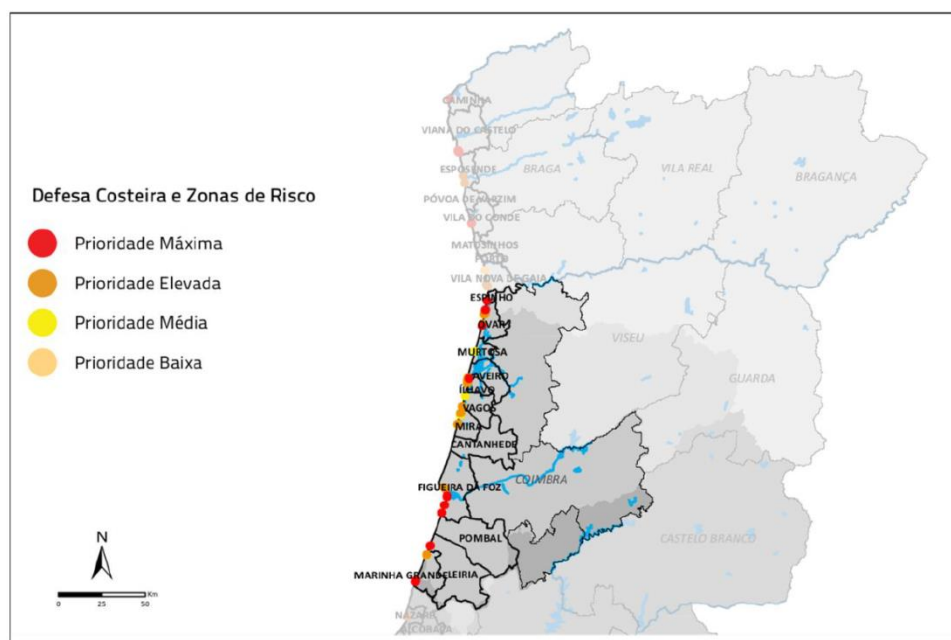 CAMINHA
VIANA DO CASTELO
ESPOSENDE
BRAGA
VILA REAL
BRAGANÇA
Defesa Costeira e Zonas de Risco
PÓVOA DE VARZIM
VILA DO CONDE
Prioridade Máxima
MATOSINHOS
PORTO
Prioridade Elevada
VILA NOVA DE GAIA
ESPINHO
Prioridade Média
OVAR
VISEU
MURTOSA
Prioridade Baixa
AVEIRO
GUARDA
ÍLHAVO
VAGOS
MIRA
CANTANHEDE
COIMBRA
FIGUEIRA DA FOZ
POMBAL
CASTELO BRANCO
N
MARINHA GRANDE
LEIRIA
0 25 50 Km
NAZARÉ
ALCOBAÇA